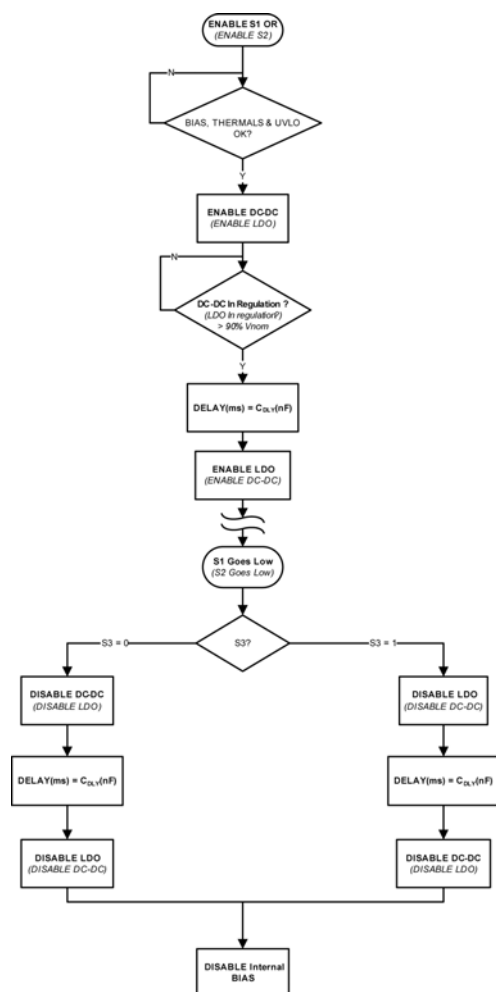 ENABLE S1 OR
(ENABLE S2)
N
BIAS, THERMALS & UVLO
OK?
Y
ENABLE DC-DC
(ENABLE LDO)
N
DC-DC In Regulation ?
(LDO In regulation?)
> 90% Vnom
Y
DELAY(ms) = CDLY(nF)
ENABLE LDO
(ENABLE DC-DC)
S1 Goes Low
(S2 Goes Low)
S3 = 0
S3?
S3 = 1
DISABLE DC-DC
(DISABLE LDO)
DISABLE LDO
(DISABLE DC-DC)
DELAY(ms) = CDLY(nF)
DELAY(ms) = CDLY(nF)
DISABLE LDO
(DISABLE DC-DC)
DISABLE DC-DC
(DISABLE LDO)
DISABLE Internal
BIAS